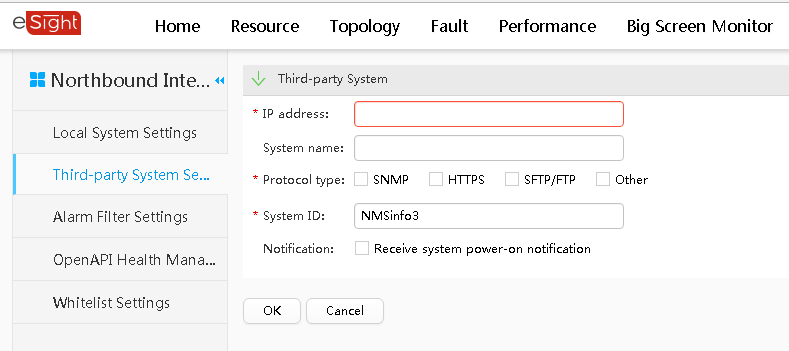 eSight
Home Resource Topology Fault Performance Big Screen Monitor
Northbound Inte...
Local System Settings
Third-party System Se...
Alarm Filter Settings
OpenAPI Health Mana...
Whitelist Settings
Third-party System
* IP address:
System name:
* Protocol type: SNMP HTTPS SFTP/FTP Other
* System ID: NMSinfo3
Notification: Receive system power-on notification
OK Cancel